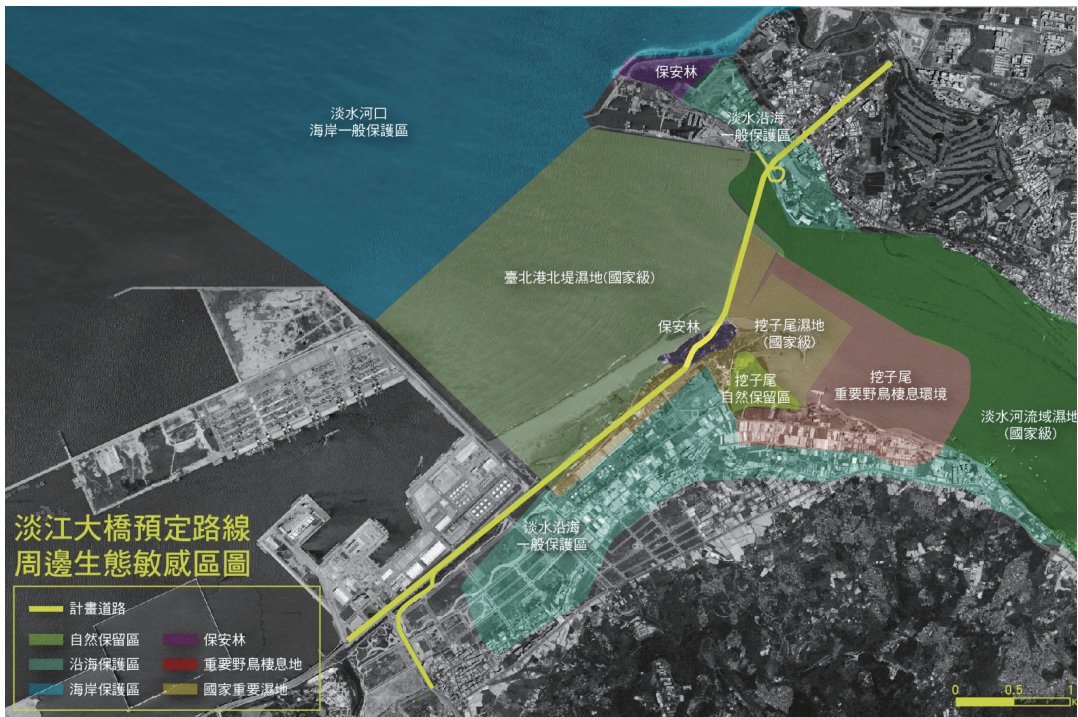 保安林
淡水河口
海岸一般保護區
淡水沿海
一般保護區
臺北港北堤濕地(國家級)
保安林
挖子尾濕地
(國家級)
挖子尾
自然保留區
挖子尾
重要野鳥棲息環境
淡水河流域濕地
(國家級)
淡水沿海
一般保護區
淡江大橋預定路線
周邊生態敏感區圖
計畫道路
自然保留區
保安林
沿海保護區
重要野鳥棲息地
海岸保護區
國家重要濕地
0 0.5 1
K